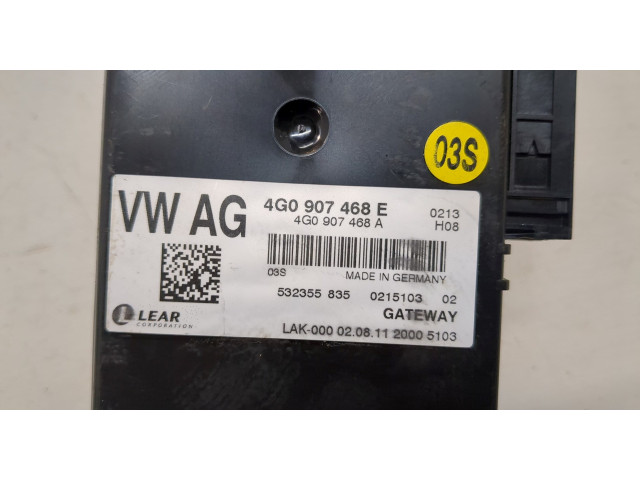 03S
VW AG
4G0 907 468 E
0213
4G0 907 468 A
H08
03S MADE IN GERMANY
532355 835 0215103 02
LEAR
CORPORATION
GATEWAY
LAK-000 02.08.11 2000 5103